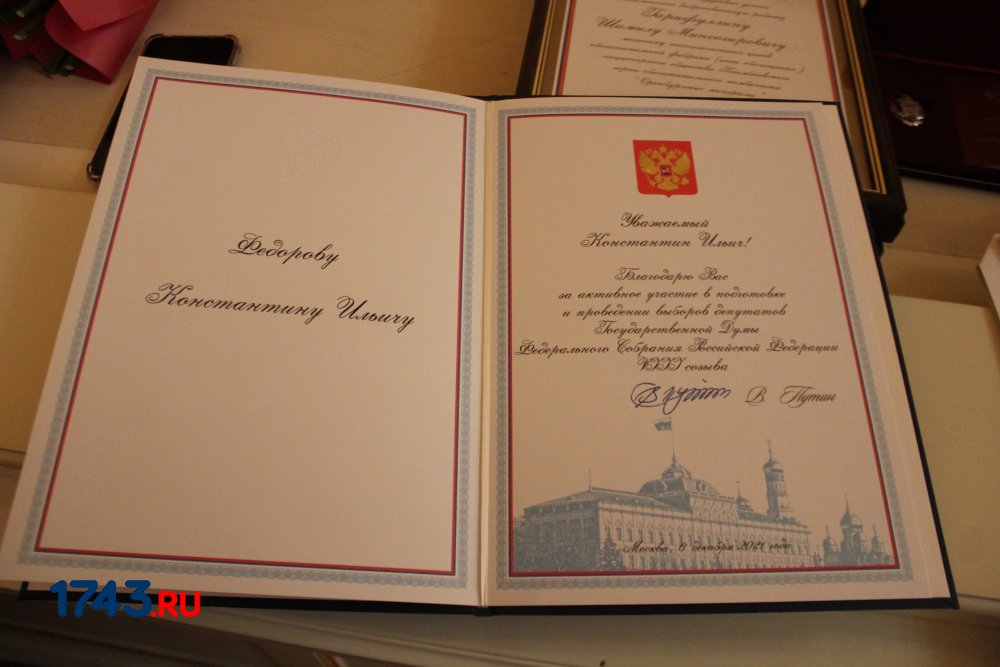 Гарифуллину
Федорову
Константину Ильичу
Уважаемый
Константин Ильич!
Благодарю Вас
за активное участие в подготовке
и проведении выборов депутатов
Государственной Думы
Федерального Собрания Российской Федерации
VIII созыва
В. Путин
Москва, 6 декабря 2021 года
1743.RU